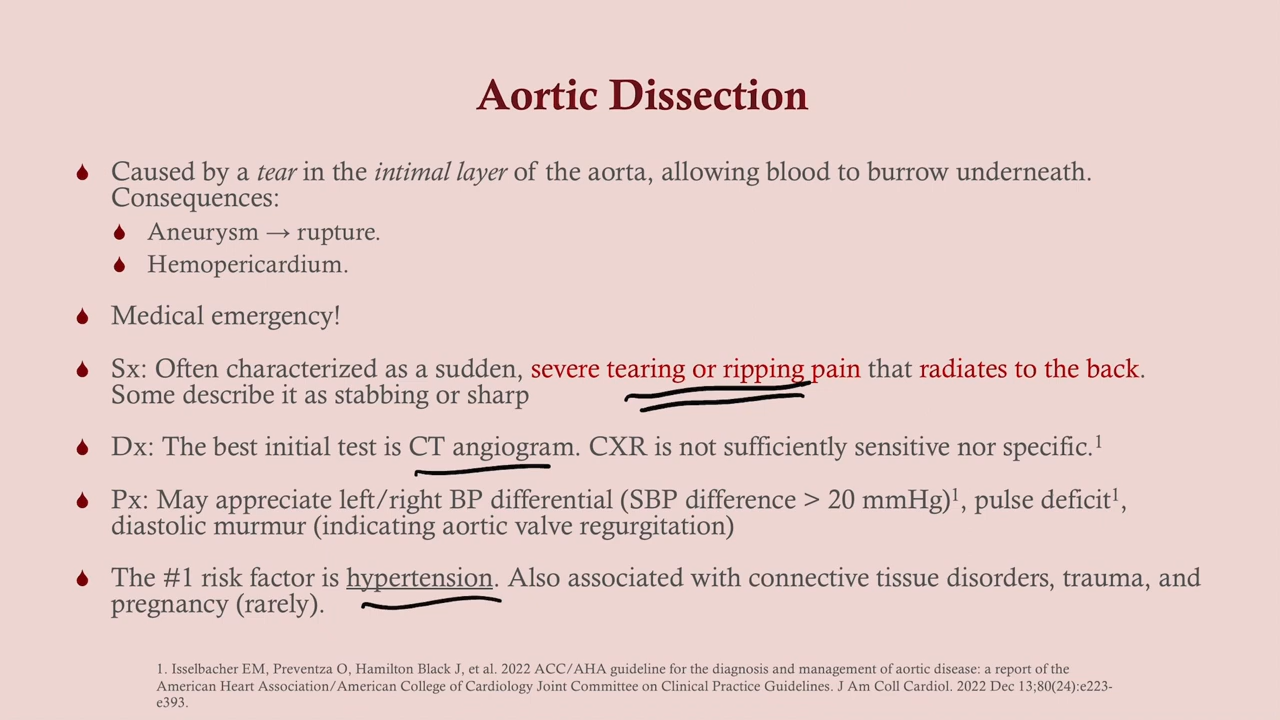 Aortic Dissection
Caused by a tear in the intimal layer of the aorta, allowing blood to burrow underneath.
Consequences:
Aneurysm → rupture.
Hemopericardium.
Medical emergency!
Sx: Often characterized as a sudden, severe tearing or ripping pain that radiates to the back.
Some describe it as stabbing or sharp
Dx: The best initial test is CT angiogram. CXR is not sufficiently sensitive nor specific.¹
Px: May appreciate left/right BP differential (SBP difference > 20 mmHg)¹, pulse deficit¹,
diastolic murmur (indicating aortic valve regurgitation)
The #1 risk factor is hypertension. Also associated with connective tissue disorders, trauma, and
pregnancy (rarely).
1. Isselbacher EM, Preventza O, Hamilton Black J, et al. 2022 ACC/AHA guideline for the diagnosis and management of aortic disease: a report of the
American Heart Association/American College of Cardiology Joint Committee on Clinical Practice Guidelines. J Am Coll Cardiol. 2022 Dec 13;80(24):e223-
e393.